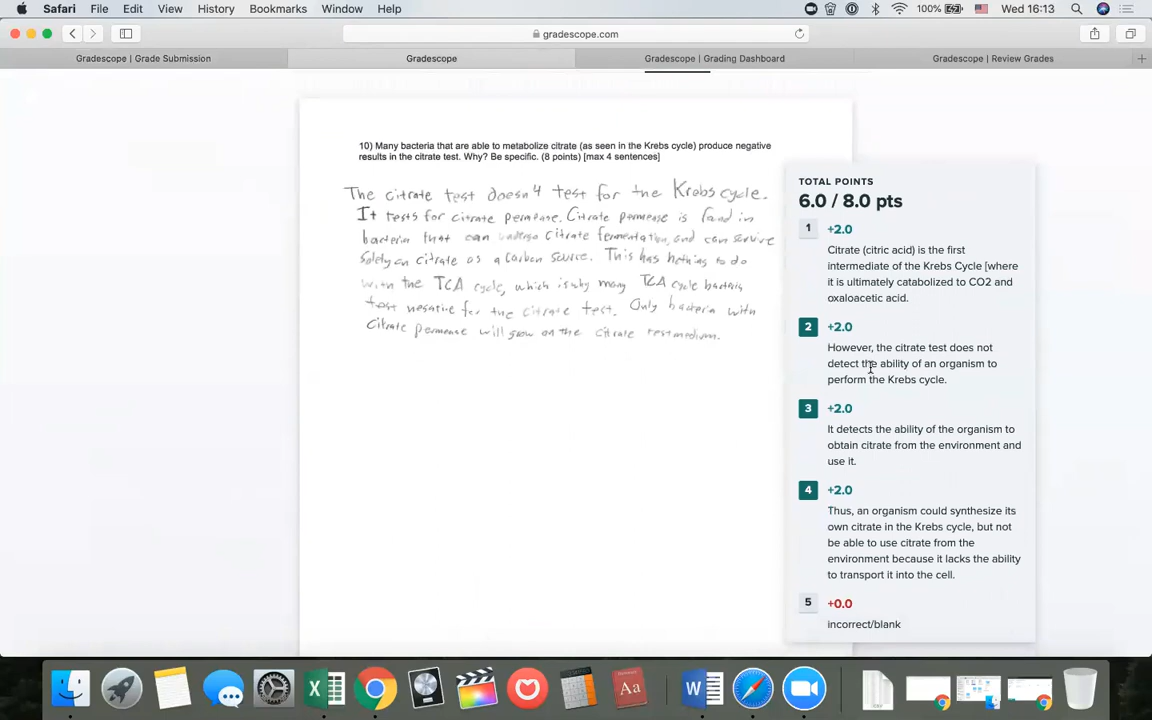 Safari File Edit View History Bookmarks Window Help 100% Wed 16:13
gradescope.com
Gradescope | Grade Submission Gradescope Gradescope | Grading Dashboard Gradescope | Review Grades
10) Many bacteria that are able to metabolize citrate (as seen in the Krebs cycle) produce negative
results in the citrate test. Why? Be specific. (8 points) [max 4 sentences]
The citrate test doesn't test for the Krebs cycle.
It tests for citrate permease. Citrate permease is found in
bacteria that can undergo citrate fermentation, and can survive
solely on citrate as a carbon source. This has nothing to do
with the TCA cycle, which is why many TCA cycle bacteria
test negative for the citrate test. Only bacteria with
citrate permease will grow on the citrate test medium.
TOTAL POINTS
6.0 / 8.0 pts
1 +2.0
Citrate (citric acid) is the first
intermediate of the Krebs Cycle [where
it is ultimately catabolized to CO2 and
oxaloacetic acid.
2 +2.0
However, the citrate test does not
detect the ability of an organism to
perform the Krebs cycle.
3 +2.0
It detects the ability of the organism to
obtain citrate from the environment and
use it.
4 +2.0
Thus, an organism could synthesize its
own citrate in the Krebs cycle, but not
be able to use citrate from the
environment because it lacks the ability
to transport it into the cell.
5 +0.0
incorrect/blank